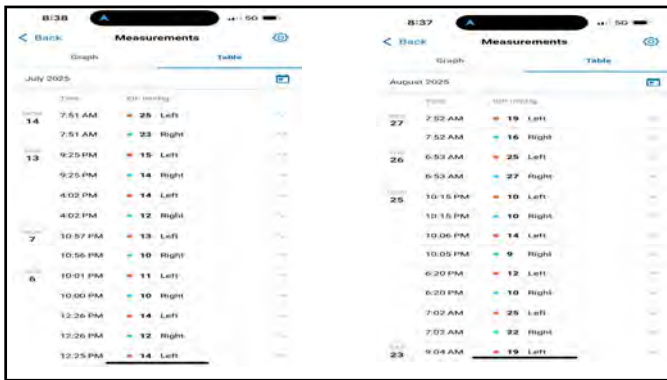 8:38
5G
< Back Measurements
Graph Table
July 2025
Time IOP (mmHg)
14 7:51 AM 25 Left
7:51 AM 23 Right
13 9:25 PM 15 Left
9:25 PM 14 Right
4:02 PM 14 Left
4:02 PM 12 Right
7 10:57 PM 13 Left
10:56 PM 10 Right
6 10:01 PM 11 Left
10:00 PM 10 Right
12:26 PM 14 Left
12:26 PM 12 Right
12:25 PM 14 Left
8:37
5G
< Back Measurements
Graph Table
August 2025
Time IOP (mmHg)
27 7:52 AM 19 Left
7:52 AM 16 Right
26 6:53 AM 25 Left
6:53 AM 27 Right
25 10:15 PM 10 Left
10:15 PM 10 Right
10:06 PM 14 Left
10:05 PM 9 Right
6:20 PM 12 Left
6:20 PM 10 Right
7:02 AM 25 Left
7:02 AM 22 Right
23 9:04 AM 19 Left